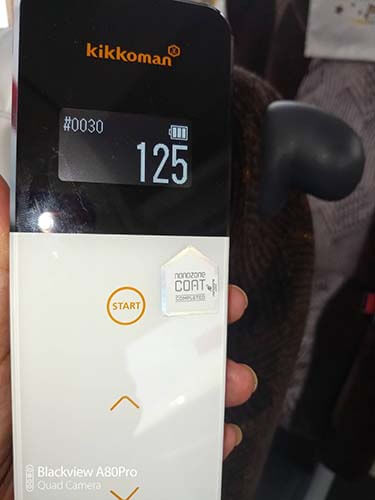 kikkoman
#0030
125
nanozone
COAT
COMPLETED
START
Blackview A80Pro
Quad Camera